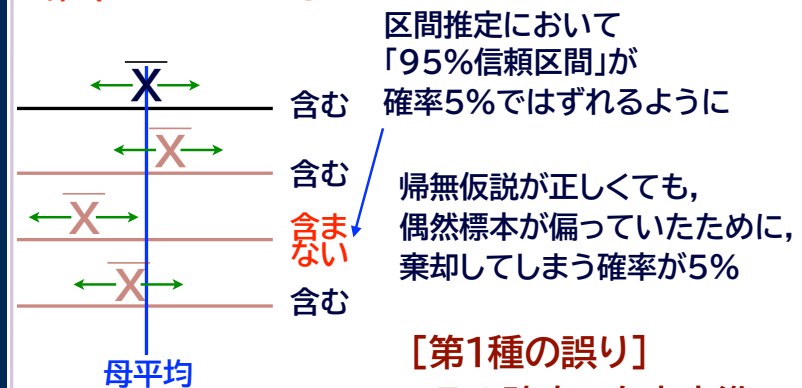 区間推定において
「95%信頼区間」が
確率5%ではずれるように
X
含む
X
含む
X
含ま
ない
X
含む
帰無仮説が正しくても,
偶然標本が偏っていたために,
棄却してしまう確率が5%
母平均
[第1種の誤り]